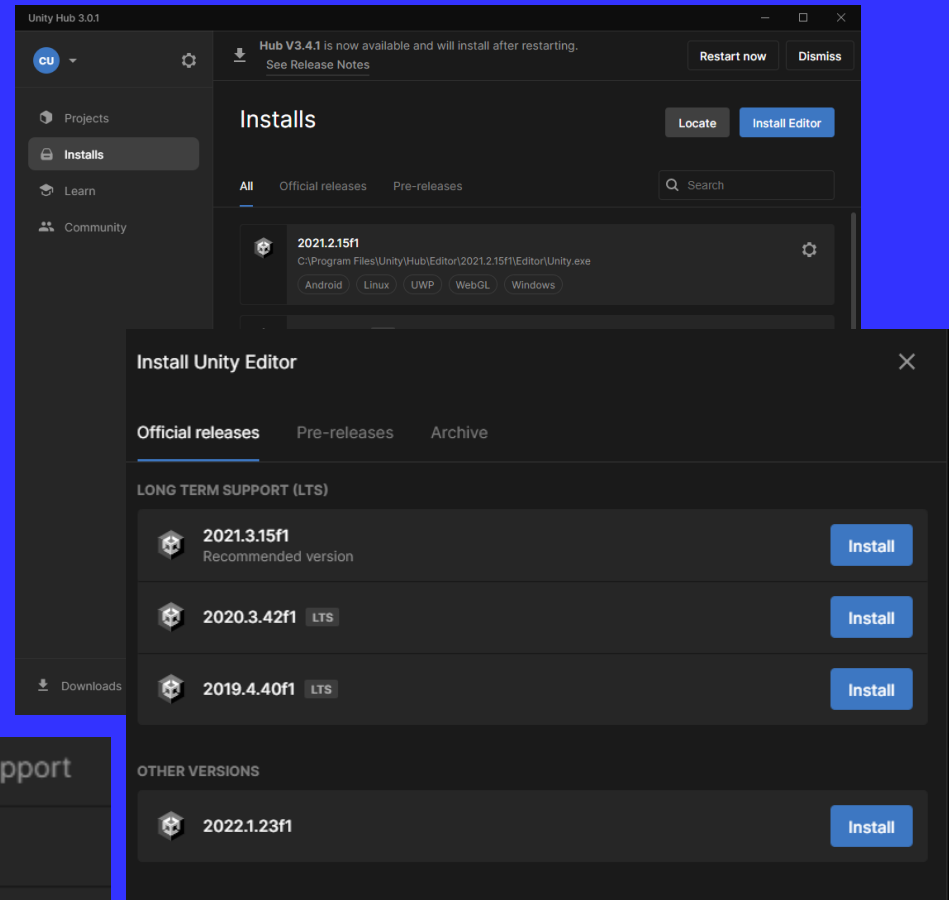 Unity Hub 3.0.1
CU
Hub V3.4.1 is now available and will install after restarting.
See Release Notes
Restart now
Dismiss
Projects
Installs
Learn
Community
Downloads
Installs
Locate
Install Editor
All Official releases Pre-releases
Search
2021.2.15f1
C:\Program Files\Unity\Hub\Editor\2021.2.15f1\Editor\Unity.exe
Android Linux UWP WebGL Windows
Install Unity Editor
Official releases Pre-releases Archive
LONG TERM SUPPORT (LTS)
2021.3.15f1
Recommended version
Install
2020.3.42f1 LTS
Install
2019.4.40f1 LTS
Install
OTHER VERSIONS
2022.1.23f1
Install
pport